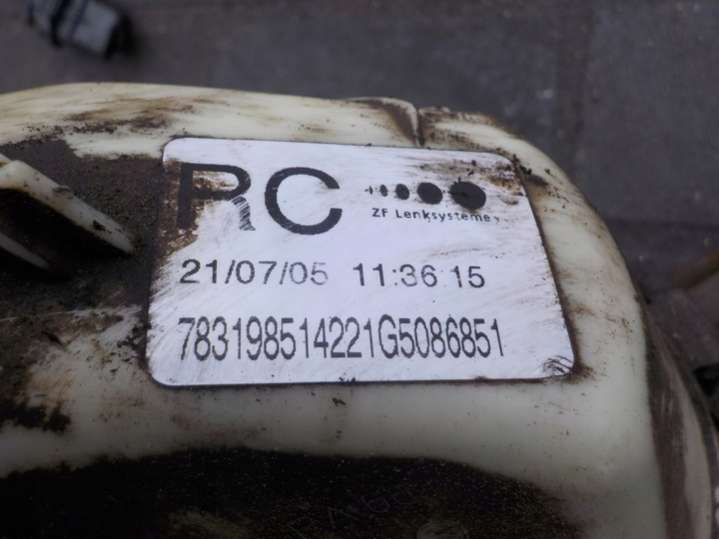 RC
ZF Lenksysteme
21/07/05 11:36 15
783198514221G5086851